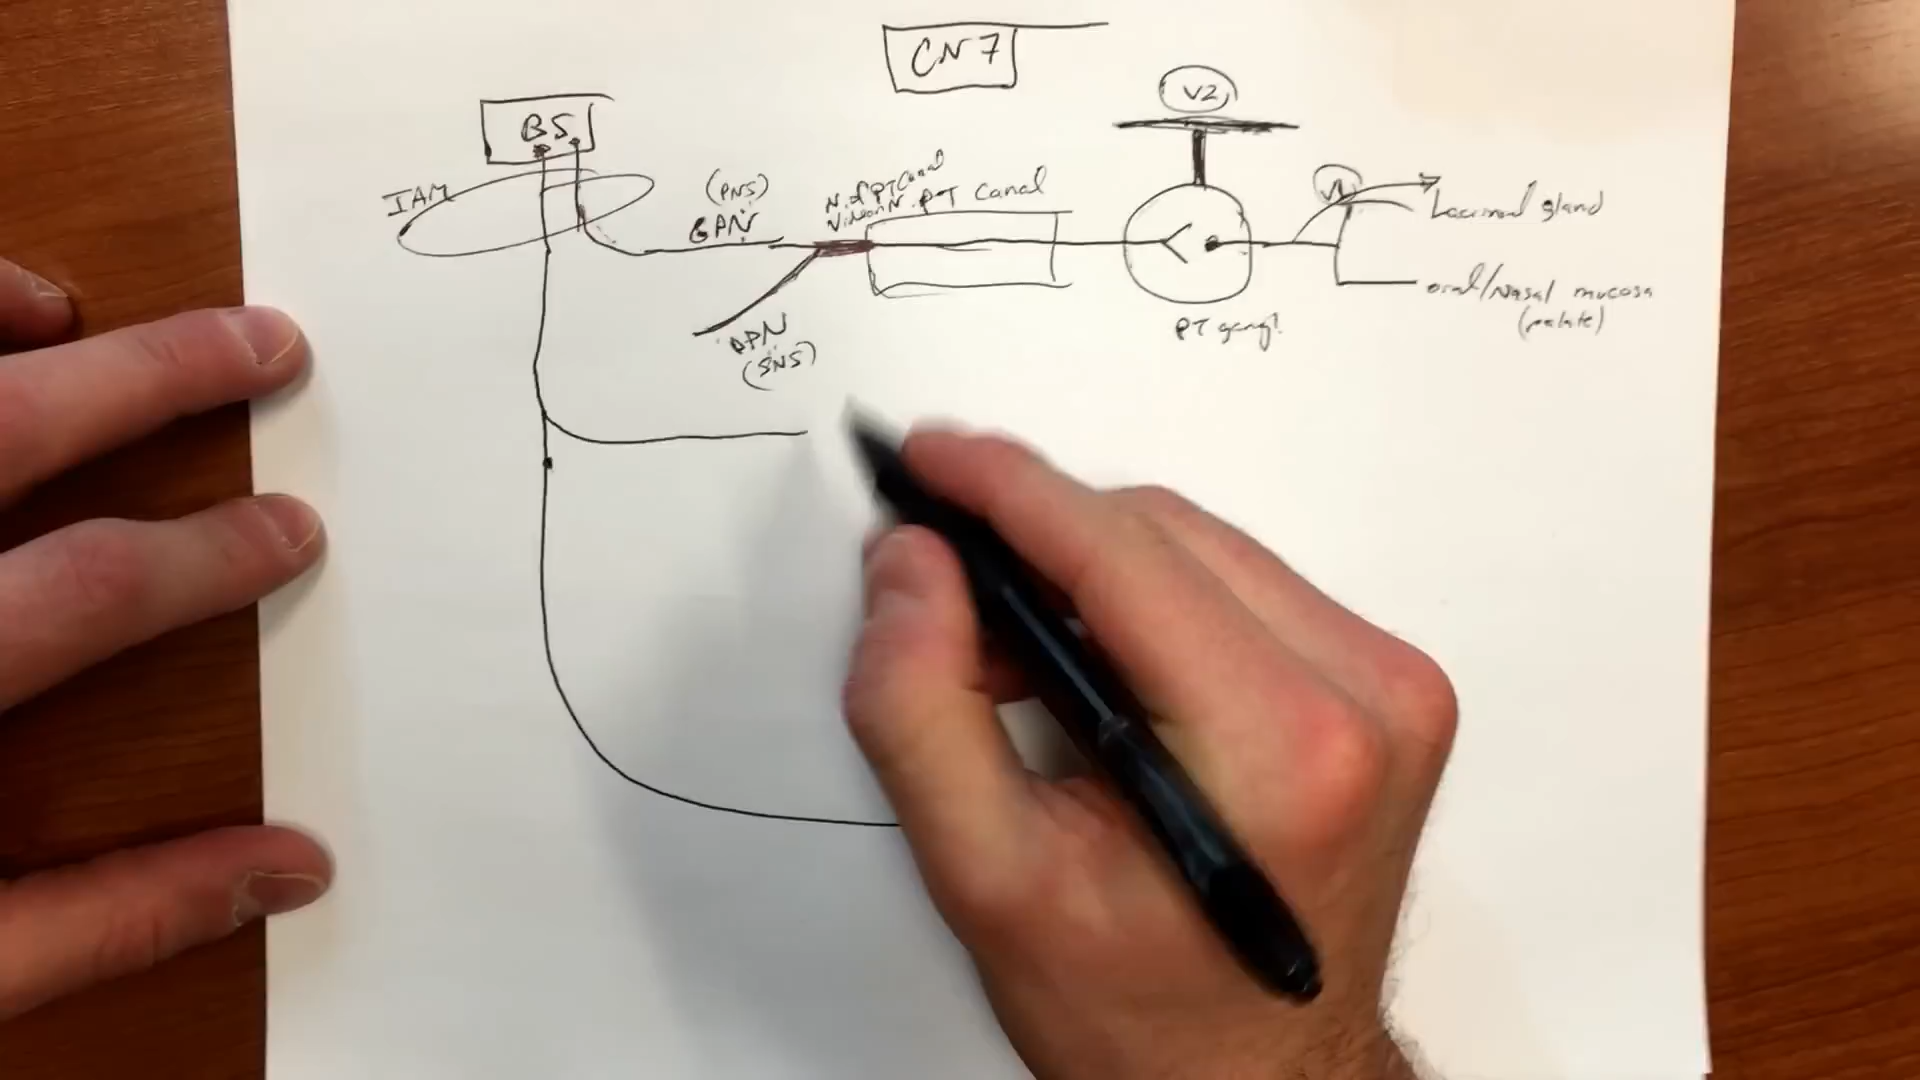 CN7
V2
BS
IAM
(PNS)
GPN
N. of PT Canal
Vidian N.
PT Canal
V1
Lacrimal gland
oral/Nasal mucosa
(palate)
DPN
(SNS)
PT gangl.